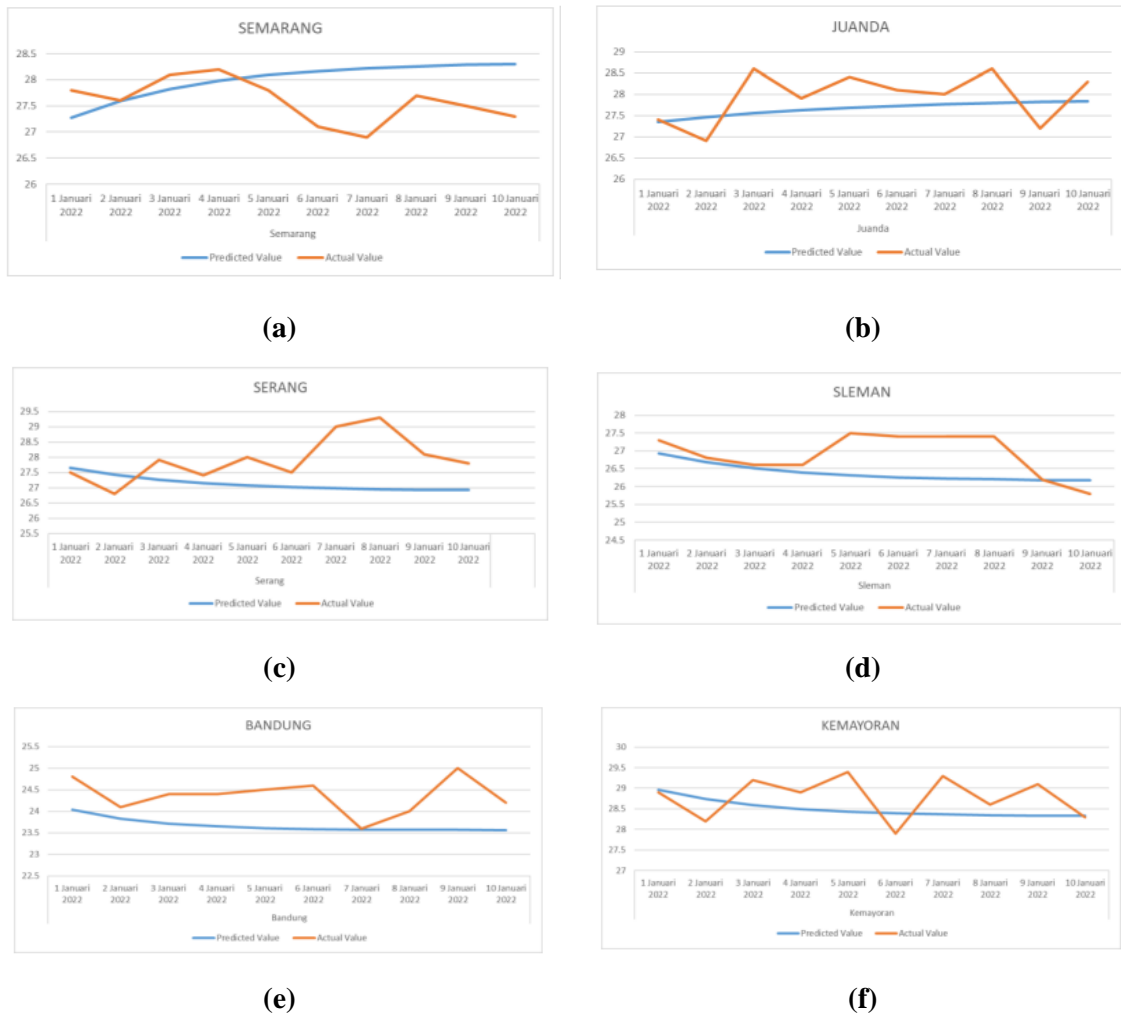 SEMARANG
28.5
28
27.5
27
26.5
26
1 Januari 2 Januari 3 Januari 4 Januari 5 Januari 6 Januari 7 Januari 8 Januari 9 Januari 10 Januari
2022 2022 2022 2022 2022 2022 2022 2022 2022 2022
Semarang
Predicted Value Actual Value
(a)
JUANDA
29
28.5
28
27.5
27
26.5
26
1 Januari 2 Januari 3 Januari 4 Januari 5 Januari 6 Januari 7 Januari 8 Januari 9 Januari 10 Januari
2022 2022 2022 2022 2022 2022 2022 2022 2022 2022
Juanda
Predicted Value Actual Value
(b)
SERANG
29.5
29
28.5
28
27.5
27
26.5
26
25.5
1 Januari 2 Januari 3 Januari 4 Januari 5 Januari 6 Januari 7 Januari 8 Januari 9 Januari 10 Januari
2022 2022 2022 2022 2022 2022 2022 2022 2022 2022
Serang
Predicted Value Actual Value
(c)
SLEMAN
28
27.5
27
26.5
26
25.5
25
24.5
1 Januari 2 Januari 3 Januari 4 Januari 5 Januari 6 Januari 7 Januari 8 Januari 9 Januari 10 Januari
2022 2022 2022 2022 2022 2022 2022 2022 2022 2022
Sleman
Predicted Value Actual Value
(d)
BANDUNG
25.5
25
24.5
24
23.5
23
22.5
1 Januari 2 Januari 3 Januari 4 Januari 5 Januari 6 Januari 7 Januari 8 Januari 9 Januari 10 Januari
2022 2022 2022 2022 2022 2022 2022 2022 2022 2022
Bandung
Predicted Value Actual Value
(e)
KEMAYORAN
30
29.5
29
28.5
28
27
1 Januari 2 Januari 3 Januari 4 Januari 5 Januari 6 Januari 7 Januari 8 Januari 9 Januari 10 Januari
2022 2022 2022 2022 2022 2022 2022 2022 2022 2022
Kemayoran
Predicted Value Actual Value
(f)